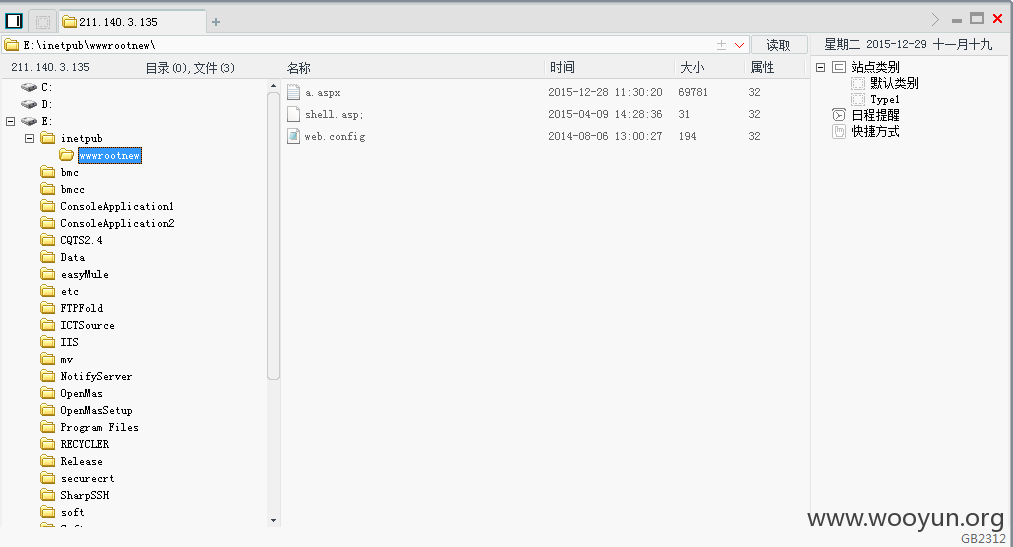 211.140.3.135
E:\inetpub\wwwrootnew\
读取
星期二 2015-12-29 十一月十九
211.140.3.135
目录(0),文件(3)
名称 时间 大小 属性
C:
D:
E:
inetpub
wwwrootnew
bmc
bmcc
ConsoleApplication1
ConsoleApplication2
CQTS2.4
Data
easyMule
etc
FTPFold
ICTSource
IIS
mv
NotifyServer
OpenMas
OpenMasSetup
Program Files
RECYCLER
Release
securecrt
SharpSSH
soft
a.aspx 2015-12-28 11:30:20 69781 32
shell.asp; 2015-04-09 14:28:36 31 32
web.config 2014-08-06 13:00:27 194 32
站点类别
默认类别
Type1
日程提醒
快捷方式
www.wooyun.org
GB2312